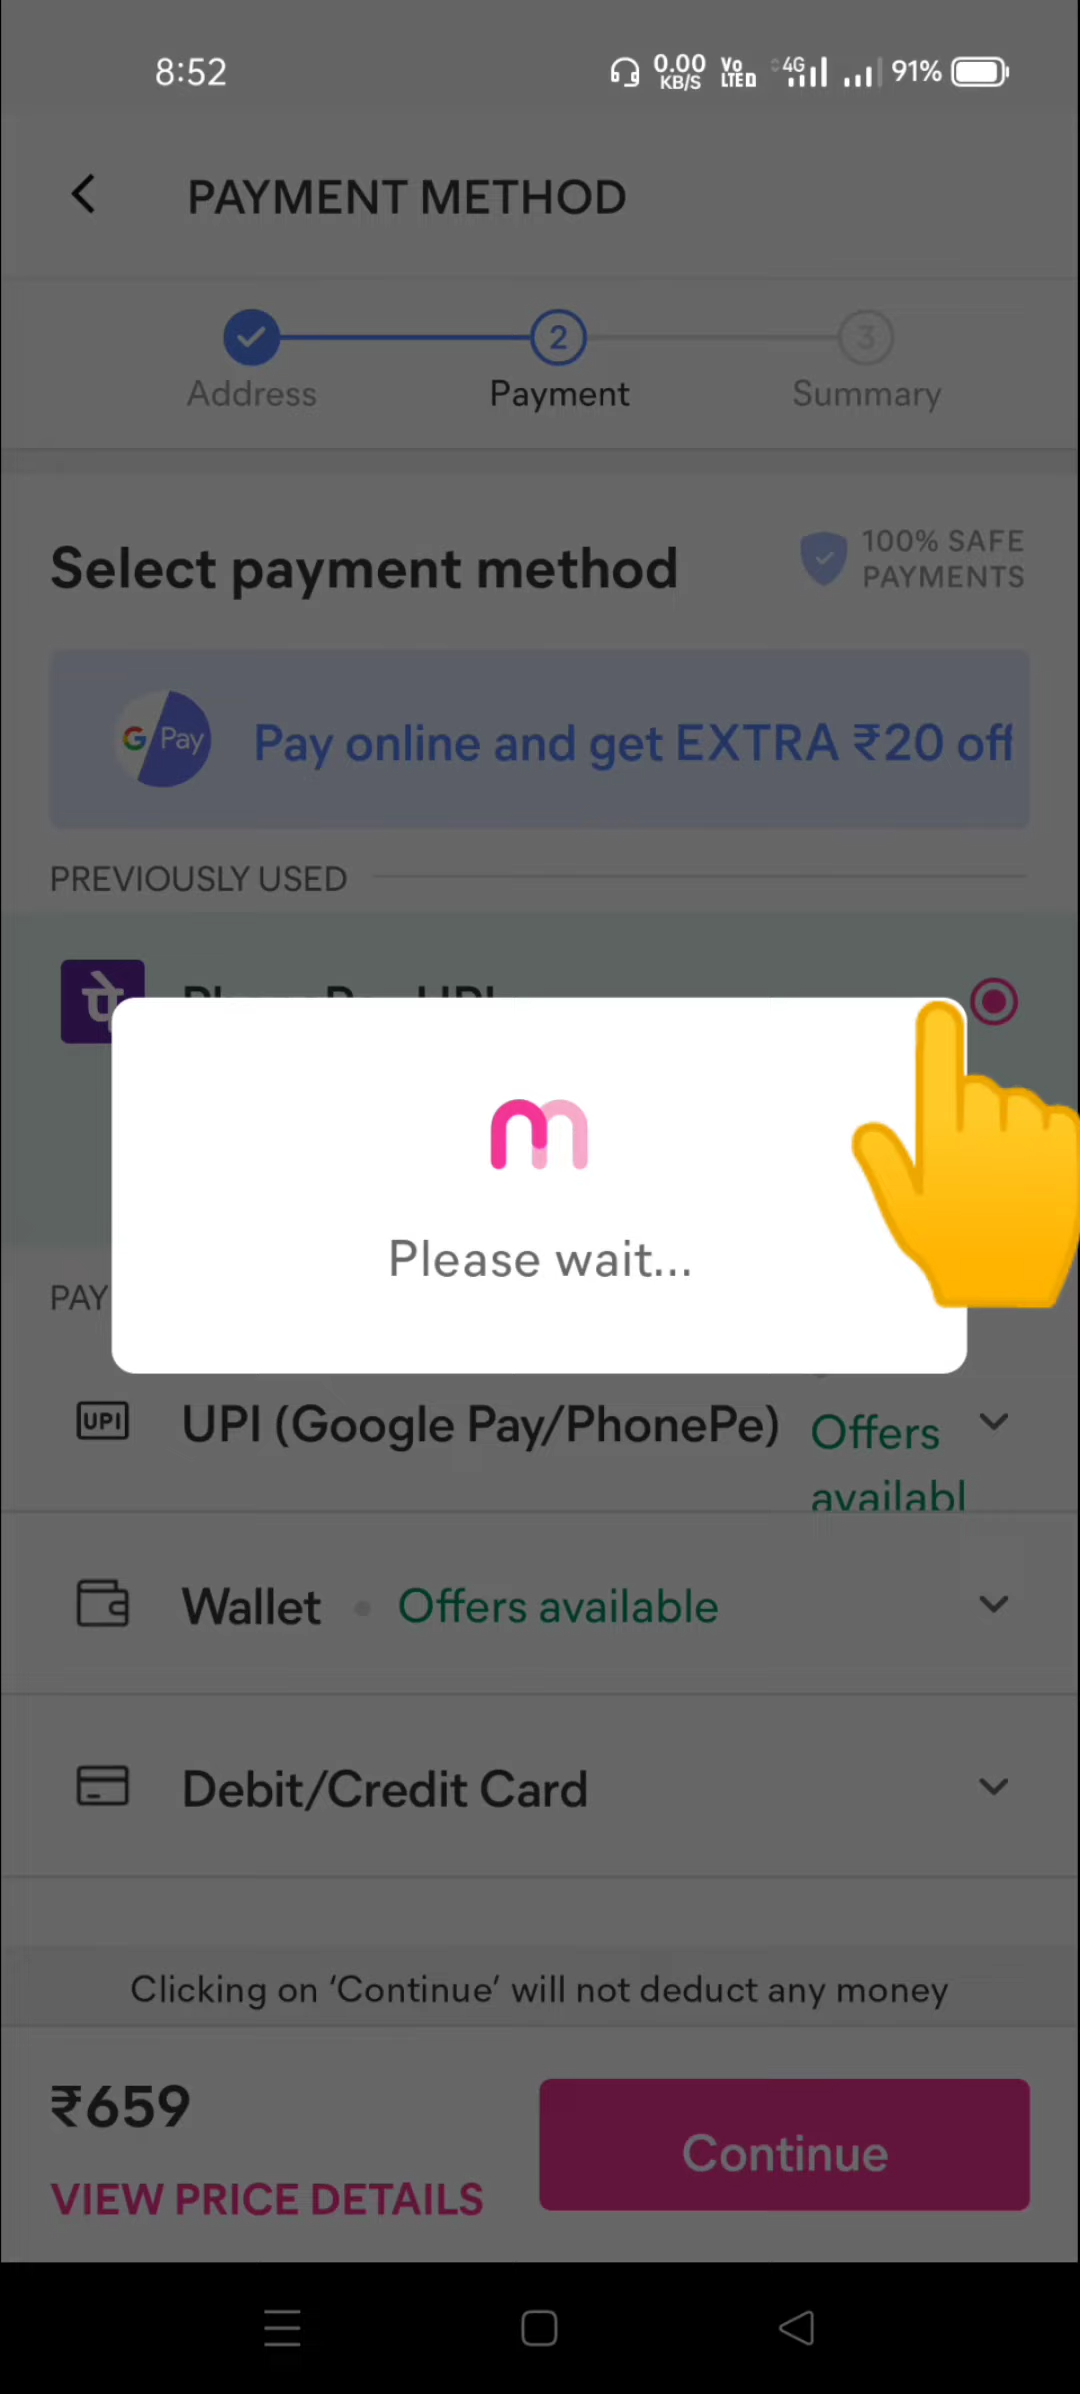 8:52
0.00
KB/S
Vo
LTED
4G
91%
PAYMENT METHOD
2
3
Address
Payment
Summary
Select payment method
100% SAFE
PAYMENTS
G Pay
Pay online and get EXTRA ₹20 off
PREVIOUSLY USED
पे
Please wait...
PAY
UPI
UPI (Google Pay/PhonePe)
Offers
availabl
Wallet
Offers available
Debit/Credit Card
Clicking on ‘Continue’ will not deduct any money
₹659
Continue
VIEW PRICE DETAILS